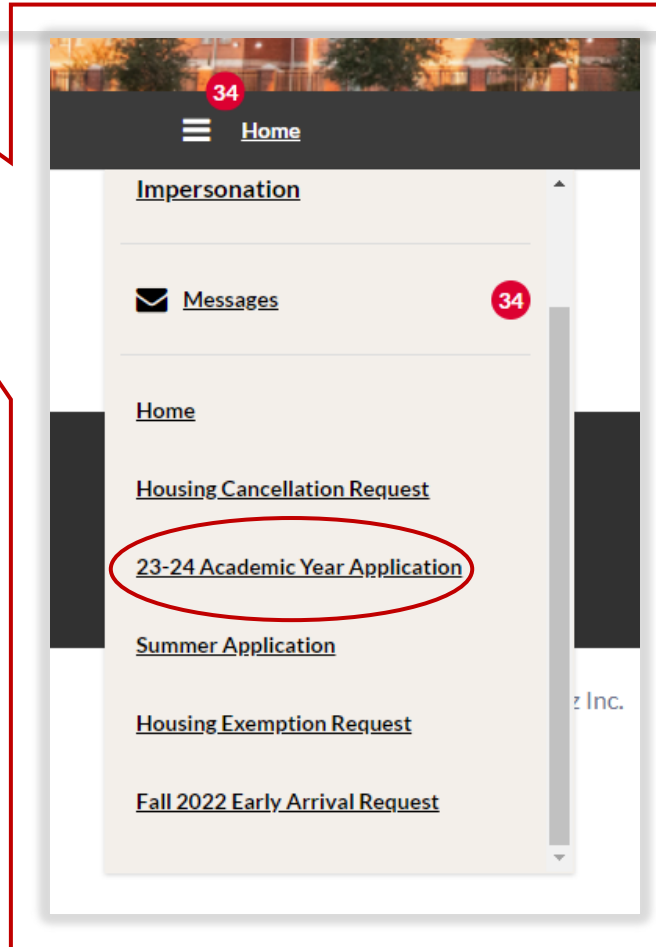 34
Home
Impersonation
Messages 34
Home
Housing Cancellation Request
23-24 Academic Year Application
Summer Application
z Inc.
Housing Exemption Request
Fall 2022 Early Arrival Request